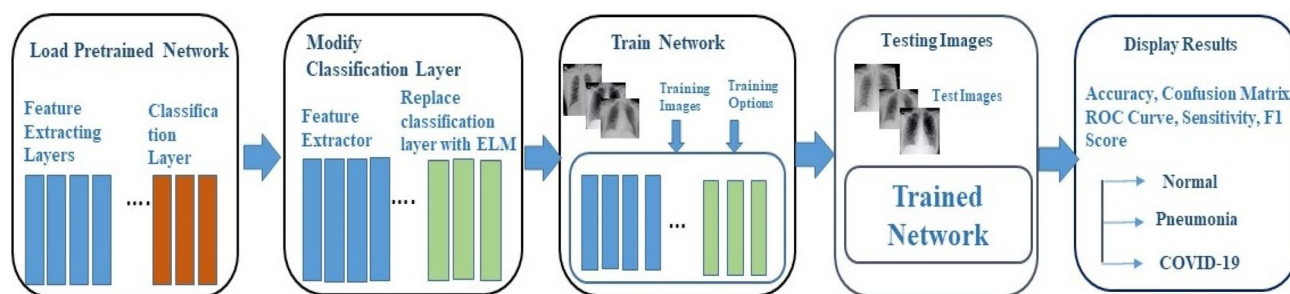 Load Pretrained Network
Feature
Extracting
Layers
Classifica
tion
Layer
....
Modify
Classification Layer
Feature
Extractor
Replace
classification
layer with ELM
....
Train Network
Training
Images
Training
Options
...
Testing Images
Test Images
Trained
Network
Display Results
Accuracy, Confusion Matrix
ROC Curve, Sensitivity, F1
Score
Normal
Pneumonia
COVID-19